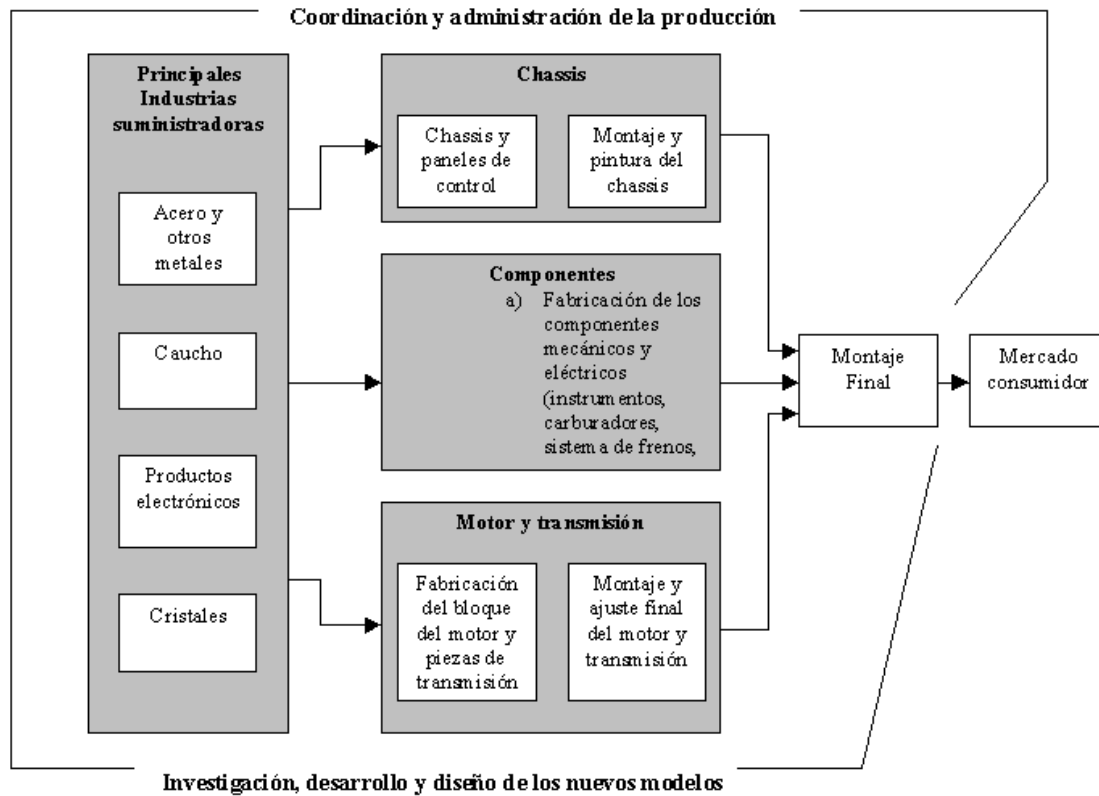 Coordinación y administración de la producción
Principales
Industrias
suministradoras
Acero y
otros
metales
Caucho
Productos
electrónicos
Cristales
Chassis
Chassis y
paneles de
control
Montaje y
pintura del
chassis
Componentes
a) Fabricación de los
componentes
mecánicos y
eléctricos
(instrumentos,
carburadores,
sistema de frenos,
Motor y transmisión
Fabricación
del bloque
del motor y
piezas de
transmisión
Montaje y
ajuste final
del motor y
transmisión
Montaje
Final
Mercado
consumidor
Investigación, desarrollo y diseño de los nuevos modelos